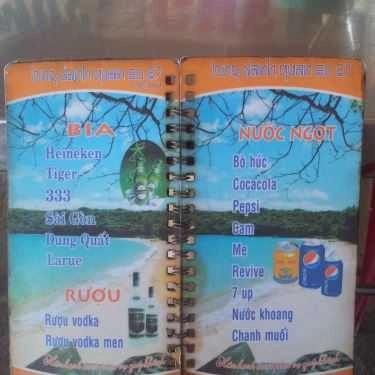 BIA
Heineken
Tiger
333
Sài Gòn
Dung Quất
Larue
RƯỢU
Rượu vodka
Rượu vodka men
NƯỚC NGỌT
Bò húc
Cocacola
Pepsi
Cam
Me
Revive
7 up
Nước khoang
Chanh muối